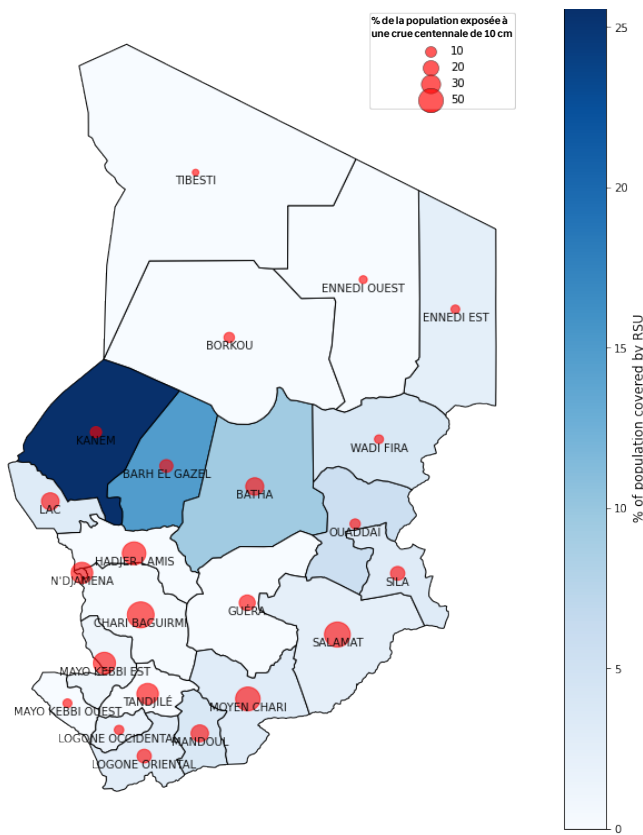 % de la population exposée à
une crue centennale de 10 cm
10
20
30
50
25
20
15
10
5
0
% of population covered by RSU
TIBESTI
ENNEDI OUEST
ENNEDI EST
BORKOU
KANEM
WADI FIRA
BARH EL GAZEL
BATHA
LAC
OUADDAI
HADJER LAMIS
N'DJAMENA
SILA
GUÉRA
CHARI BAGUIRMI
SALAMAT
MAYO KEBBI EST
TANDJILÉ
MOYEN CHARI
MAYO KEBBI OUEST
LOGONE OCCIDENTAL
MANDOUL
LOGONE ORIENTAL